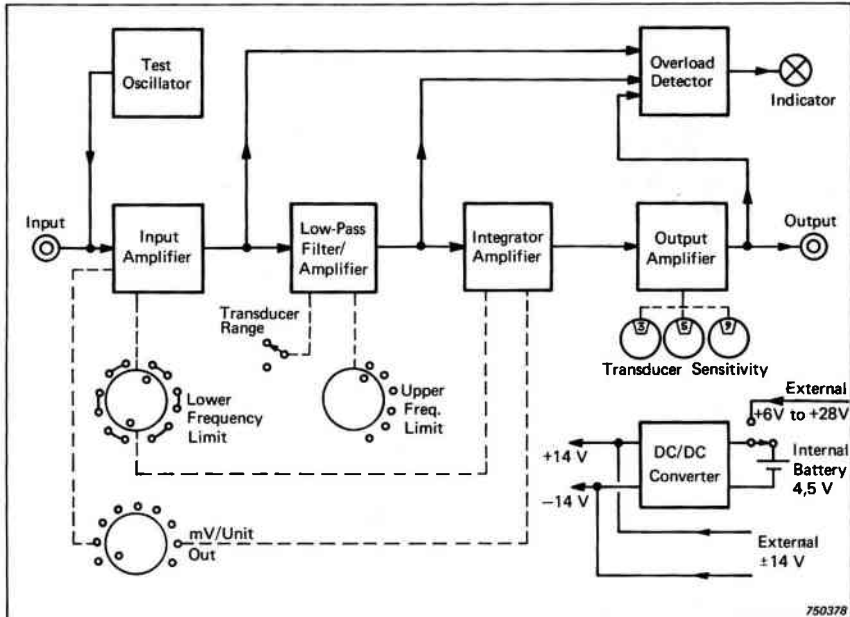 Test
Oscillator
Overload
Detector
Indicator
Input
Input
Amplifier
Low-Pass
Filter/
Amplifier
Integrator
Amplifier
Output
Amplifier
Output
Transducer
Range
3 5 9
Transducer Sensitivity
Lower
Frequency
Limit
Upper
Freq.
Limit
External
+6V to +28V
+14 V
DC/DC
Converter
Internal
Battery
4,5 V
−14 V
mV/Unit
Out
External
±14 V
750378